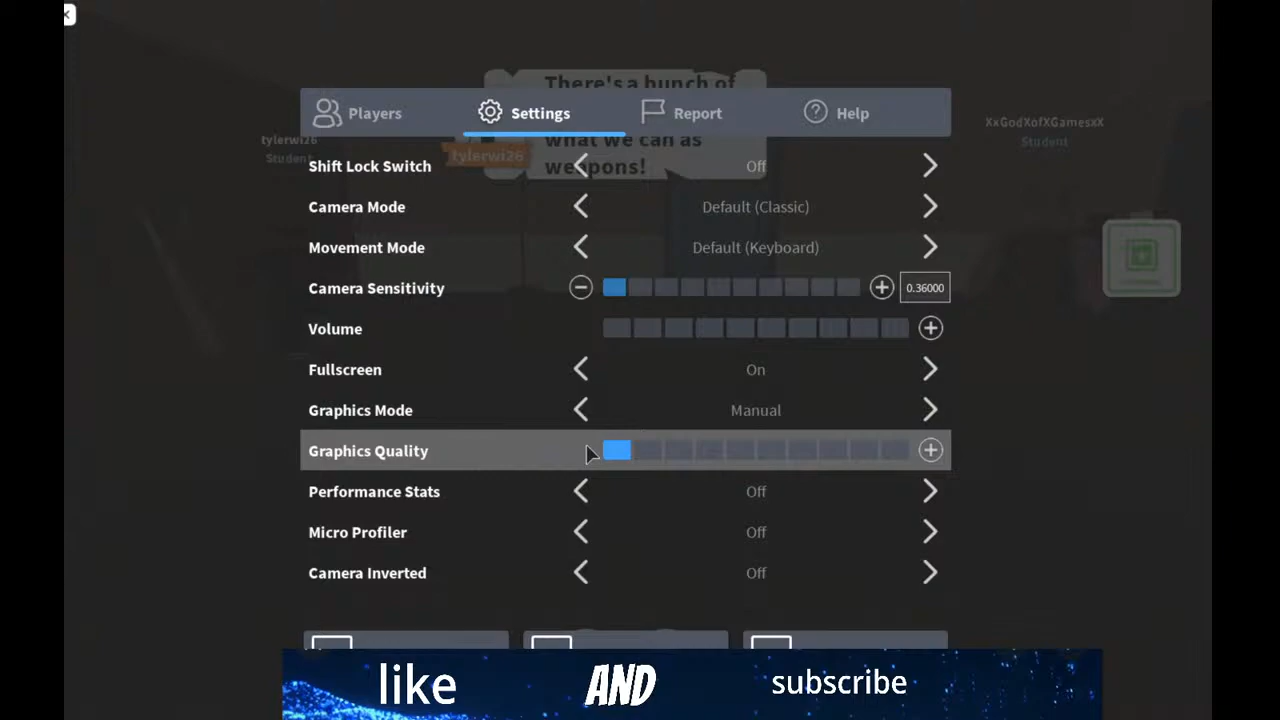 There's a bunch of
Players
Settings
Report
Help
tylerwi26
Student
tylerwi26
what we can as
weapons!
XxGodXofXGamesxX
Student
Shift Lock Switch
Off
Camera Mode
Default (Classic)
Movement Mode
Default (Keyboard)
Camera Sensitivity
0.36000
Volume
Fullscreen
On
Graphics Mode
Manual
Graphics Quality
Performance Stats
Off
Micro Profiler
Off
Camera Inverted
Off
like AND subscribe